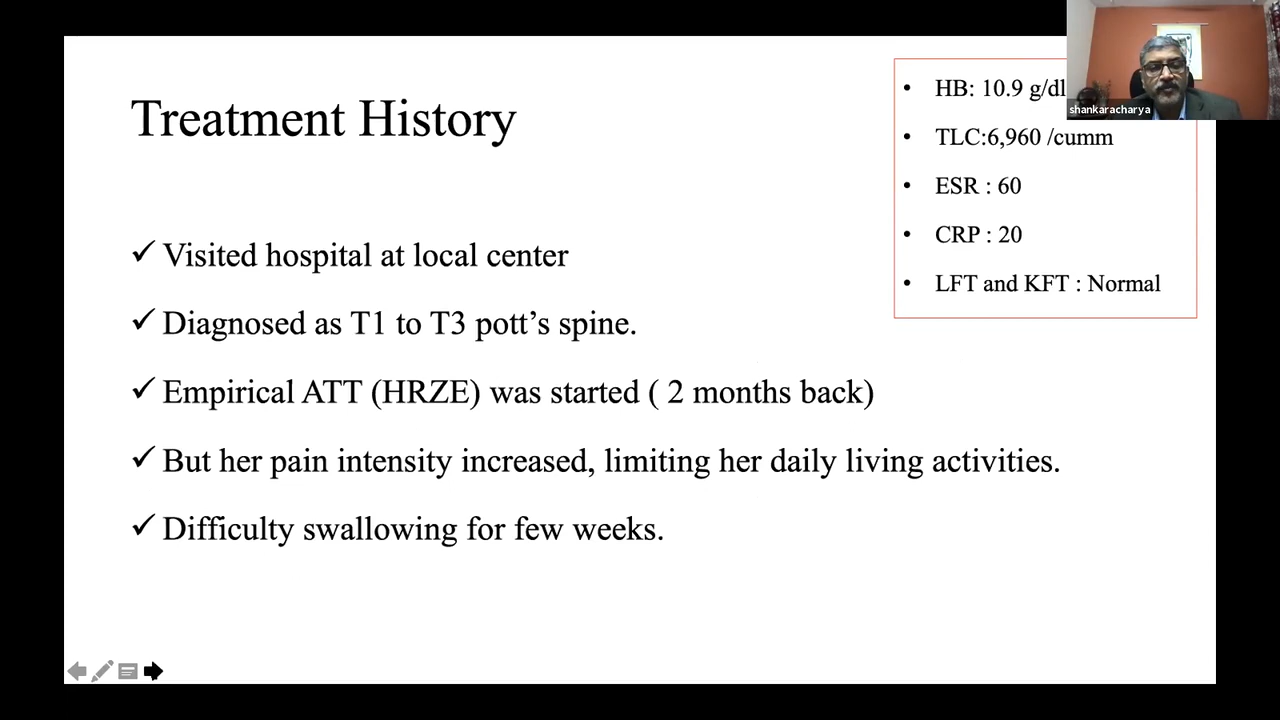 Treatment History
✓ Visited hospital at local center
✓ Diagnosed as T1 to T3 pott’s spine.
✓ Empirical ATT (HRZE) was started ( 2 months back)
✓ But her pain intensity increased, limiting her daily living activities.
✓ Difficulty swallowing for few weeks.
• HB: 10.9 g/dl
• TLC:6,960 /cumm
• ESR : 60
• CRP : 20
• LFT and KFT : Normal
shankaracharya